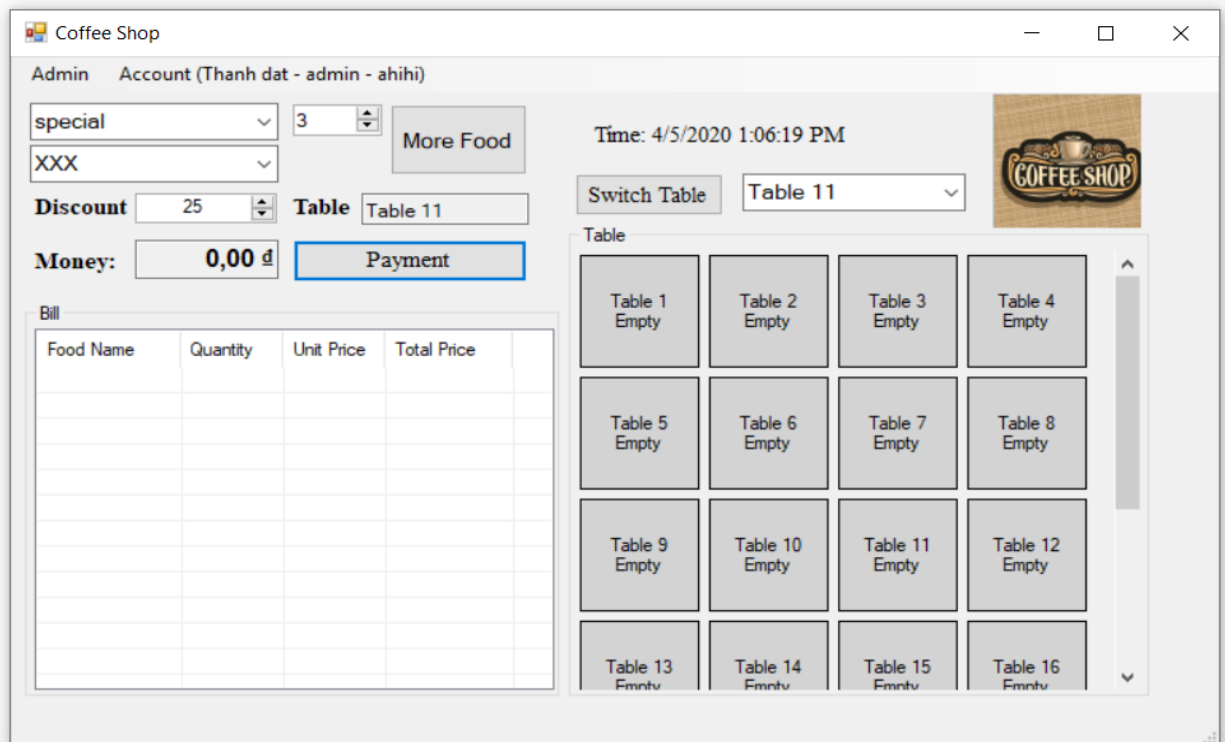 Coffee Shop
Admin Account (Thanh dat - admin - ahihi)
special 3 More Food
XXX
Time: 4/5/2020 1:06:19 PM
COFFEE SHOP
Discount 25 Table Table 11
Switch Table Table 11
Money: 0,00 ₫ Payment
Bill
Food Name Quantity Unit Price Total Price
Table
Table 1 Table 2 Table 3 Table 4
Empty Empty Empty Empty
Table 5 Table 6 Table 7 Table 8
Empty Empty Empty Empty
Table 9 Table 10 Table 11 Table 12
Empty Empty Empty Empty
Table 13 Table 14 Table 15 Table 16
Empty Empty Empty Empty